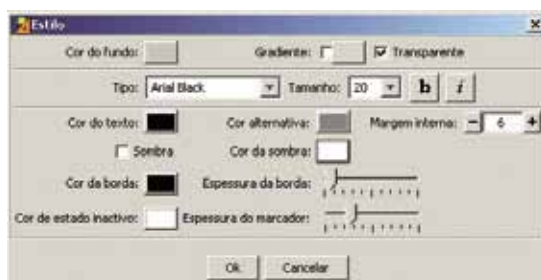 Estilo
Cor do fundo: Gradiente: Transparente
Tipo: Arial Black Tamanho: 20 b i
Cor do texto: Cor alternativa: Margem interna: − 6 +
Sombra Cor da sombra:
Cor da borda: Espessura da borda:
Cor de estado inactivo: Espessura do marcador:
Ok Cancelar